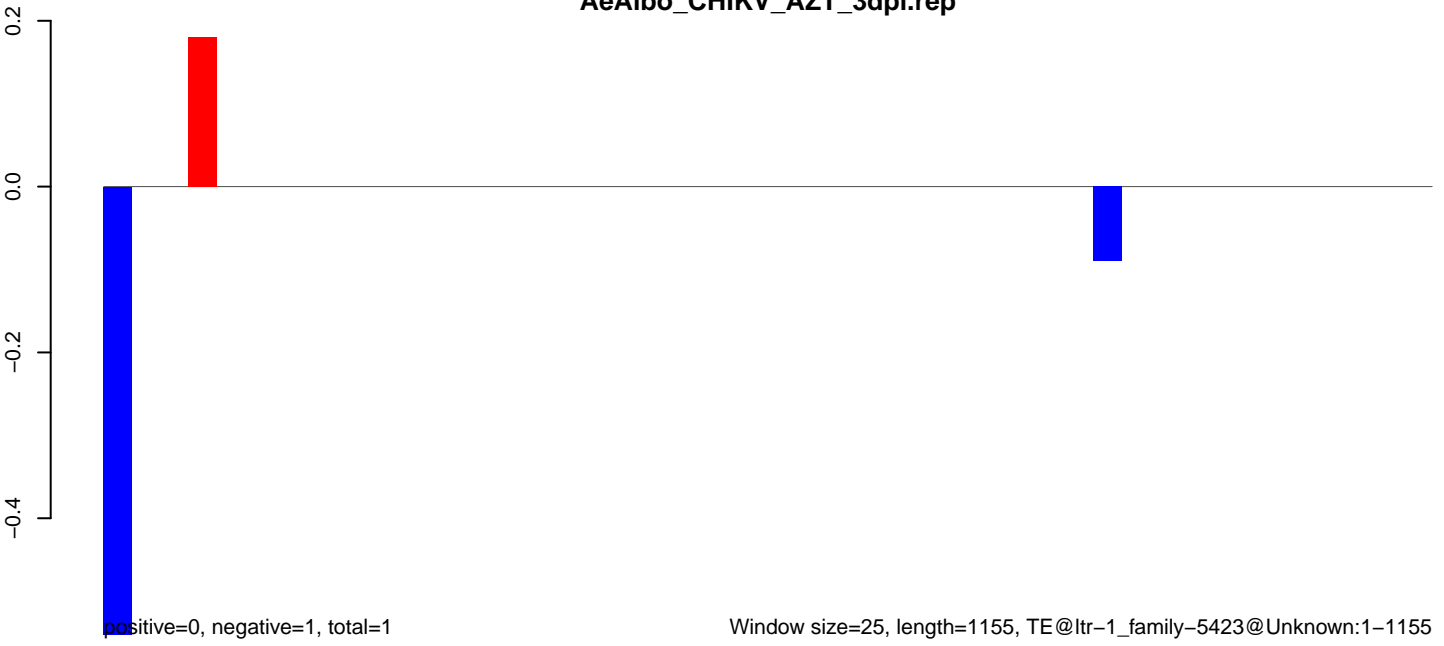 AeAlbo_CHIKV_AZT_3dpi.rep
0.2
0.0
−0.2
−0.4
positive=0, negative=1, total=1
Window size=25, length=1155, TE@ltr−1_family−5423@Unknown:1−1155